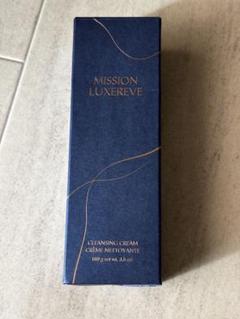 MISSION
LUXEREVE
CLEANSING CREAM
CRÈME NETTOYANTE